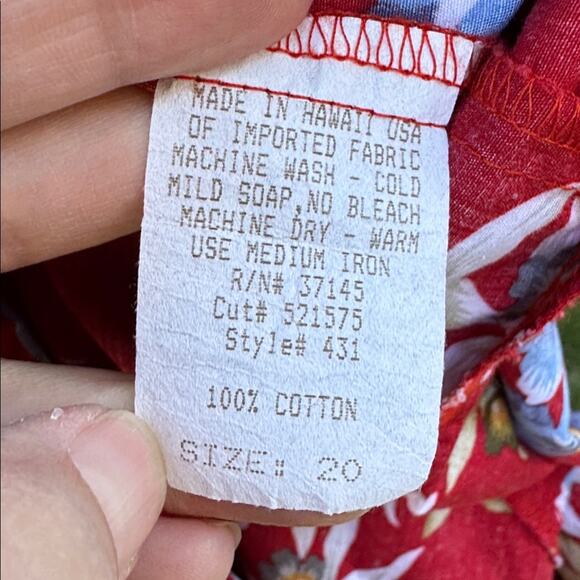 MADE IN HAWAII USA
OF IMPORTED FABRIC
MACHINE WASH - COLD
MILD SOAP,NO BLEACH
MACHINE DRY - WARM
USE MEDIUM IRON
R/N# 37145
Cut# 521575
Style# 431
100% COTTON
SIZE: 20